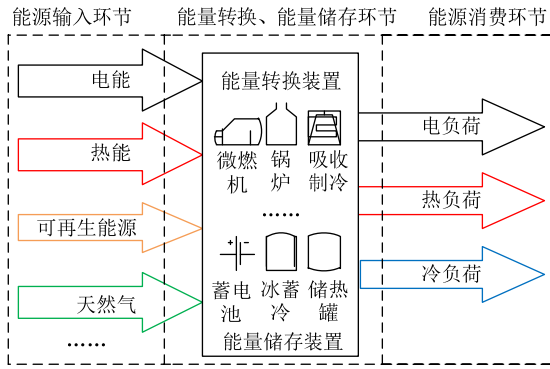 能源输入环节
能量转换、能量储存环节
能源消费环节
电能
热能
可再生能源
天然气
……
能量转换装置
微燃机
锅炉
吸收制冷
……
蓄电池
冰蓄冷
储热罐
能量储存装置
电负荷
热负荷
冷负荷